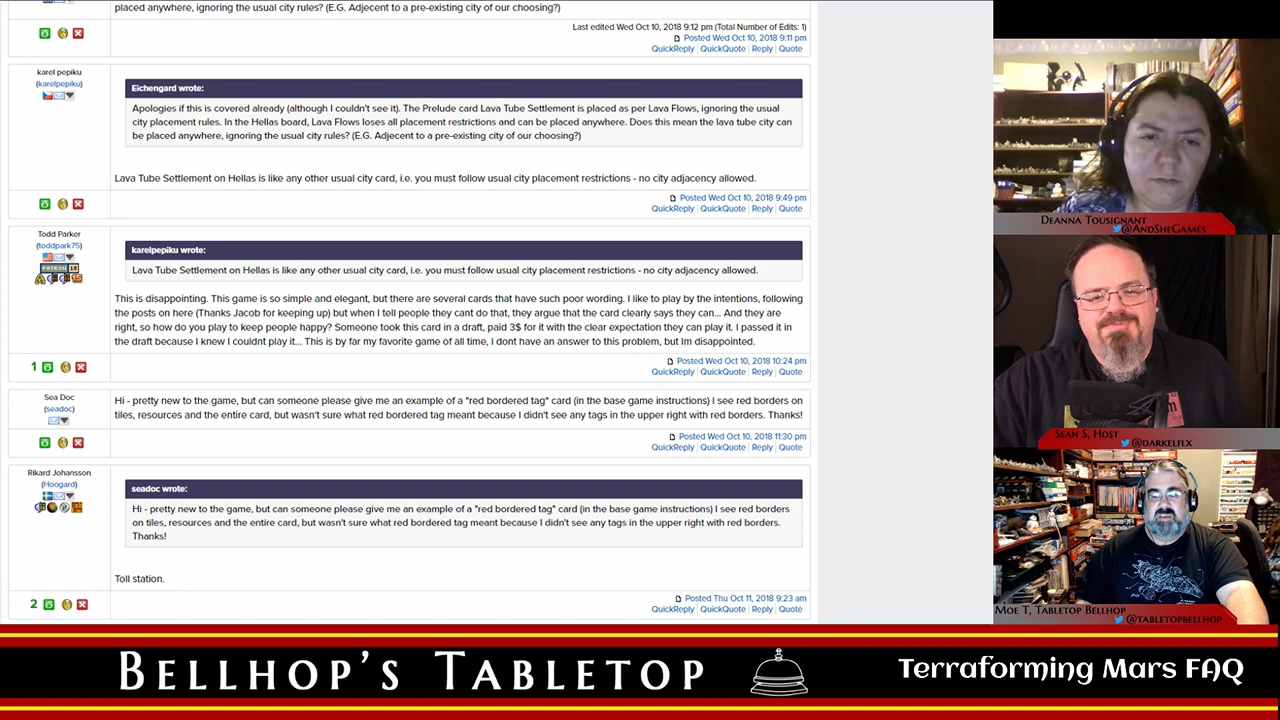 placed anywhere, ignoring the usual city rules? (E.G. Adjecent to a pre-existing city of our choosing?)
Last edited Wed Oct 10, 2018 9:12 pm (Total Number of Edits: 1)
Posted Wed Oct 10, 2018 9:11 pm
QuickReply QuickQuote Reply Quote
karel pepiku
(karelpepiku)
Eichengard wrote:
Apologies if this is covered already (although I couldn't see it). The Prelude card Lava Tube Settlement is placed as per Lava Flows, ignoring the usual
city placement rules. In the Hellas board, Lava Flows loses all placement restrictions and can be placed anywhere. Does this mean the lava tube city can
be placed anywhere, ignoring the usual city rules? (E.G. Adjecent to a pre-existing city of our choosing?)
Lava Tube Settlement on Hellas is like any other usual city card, i.e. you must follow usual city placement restrictions - no city adjacency allowed.
Posted Wed Oct 10, 2018 9:49 pm
QuickReply QuickQuote Reply Quote
Todd Parker
(toddpark75)
PATRON 18
karelpepiku wrote:
Lava Tube Settlement on Hellas is like any other usual city card, i.e. you must follow usual city placement restrictions - no city adjacency allowed.
This is disappointing. This game is so simple and elegant, but there are several cards that have such poor wording. I like to play by the intentions, following
the posts on here (Thanks Jacob for keeping up) but when I tell people they cant do that, they argue that the card clearly says they can... And they are
right, so how do you play to keep people happy? Someone took this card in a draft, paid 3$ for it with the clear expectation they can play it. I passed it in
the draft because I knew I couldnt play it... This is by far my favorite game of all time, I dont have an answer to this problem, but Im disappointed.
1
Posted Wed Oct 10, 2018 10:24 pm
QuickReply QuickQuote Reply Quote
Sea Doc
(seadoc)
Hi - pretty new to the game, but can someone please give me an example of a "red bordered tag" card (in the base game instructions) I see red borders on
tiles, resources and the entire card, but wasn't sure what red bordered tag meant because I didn't see any tags in the upper right with red borders. Thanks!
Posted Wed Oct 10, 2018 11:30 pm
QuickReply QuickQuote Reply Quote
Rikard Johansson
(Hoogard)
seadoc wrote:
Hi - pretty new to the game, but can someone please give me an example of a "red bordered tag" card (in the base game instructions) I see red borders
on tiles, resources and the entire card, but wasn't sure what red bordered tag meant because I didn't see any tags in the upper right with red borders.
Thanks!
Toll station.
2
Posted Thu Oct 11, 2018 9:23 am
QuickReply QuickQuote Reply Quote
Deanna Tousignant
@AndSheGames
Sean S, Host
@darkelflx
Moe T, Tabletop Bellhop
@tabletopbellhop
Bellhop's Tabletop
Terraforming Mars FAQ